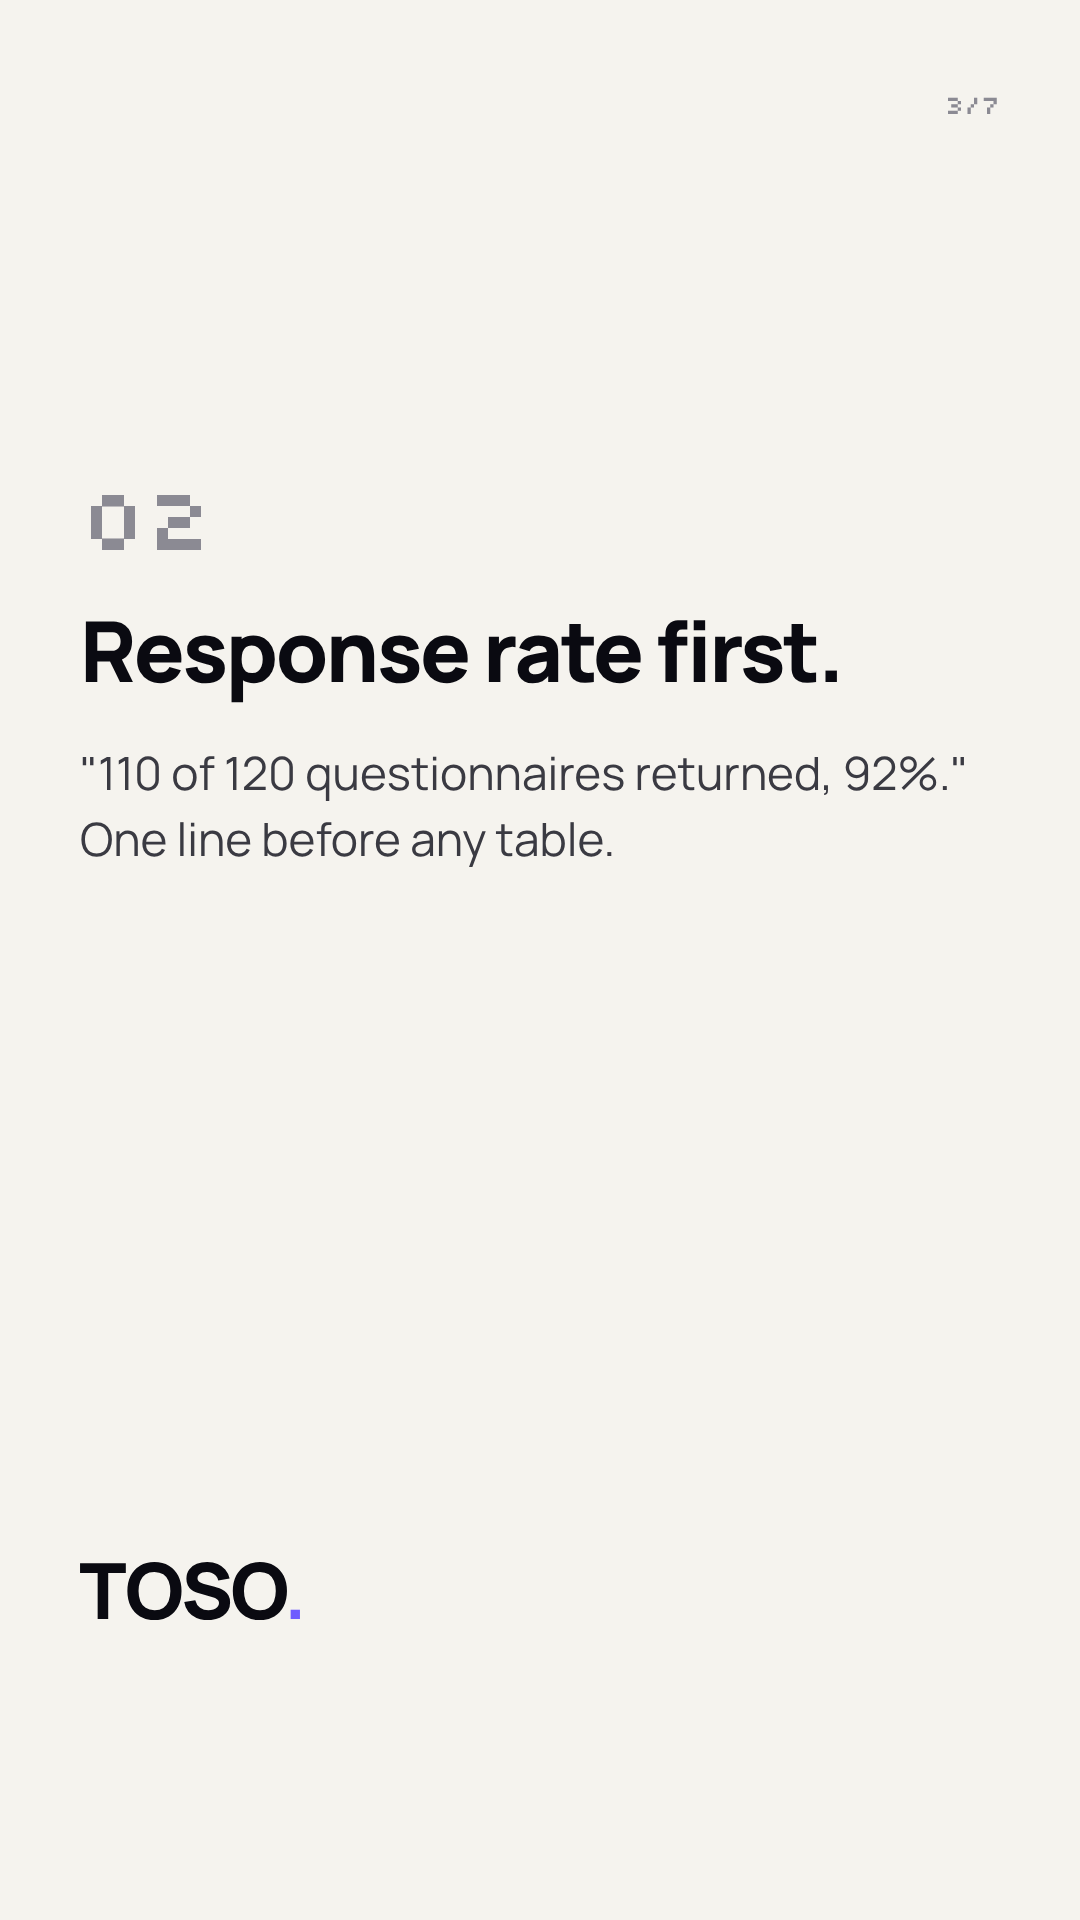 3/7
02
Response rate first.
"110 of 120 questionnaires returned, 92%."
One line before any table.
TOSO.